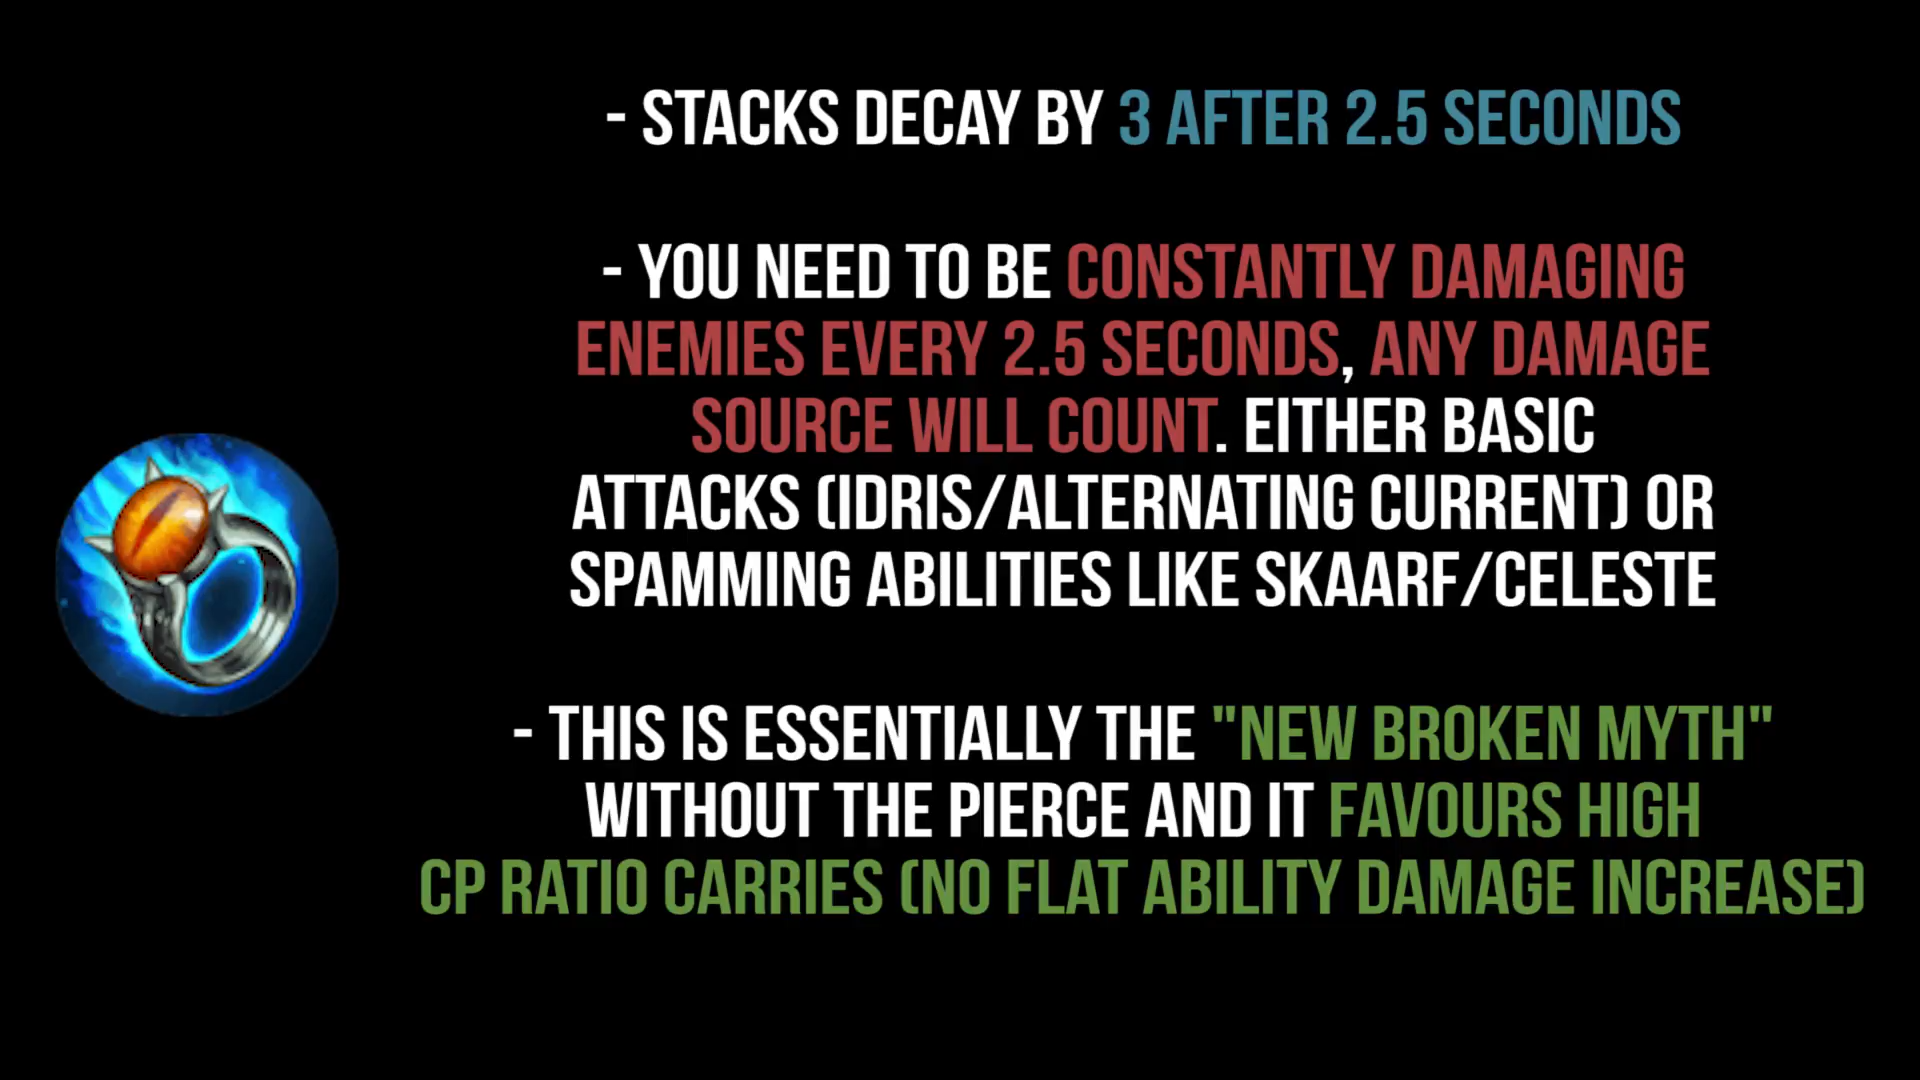 - STACKS DECAY BY 3 AFTER 2.5 SECONDS
- YOU NEED TO BE CONSTANTLY DAMAGING
ENEMIES EVERY 2.5 SECONDS, ANY DAMAGE
SOURCE WILL COUNT. EITHER BASIC
ATTACKS (IDRIS/ALTERNATING CURRENT) OR
SPAMMING ABILITIES LIKE SKAARF/CELESTE
- THIS IS ESSENTIALLY THE "NEW BROKEN MYTH"
WITHOUT THE PIERCE AND IT FAVOURS HIGH
CP RATIO CARRIES (NO FLAT ABILITY DAMAGE INCREASE)